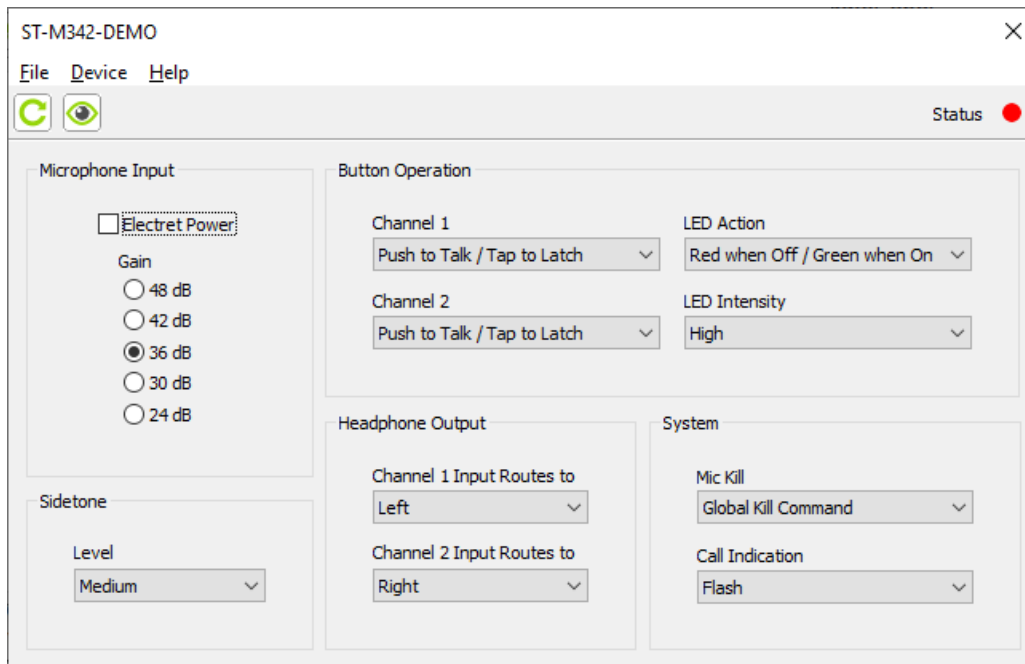 ST-M342-DEMO
File Device Help
Status
Microphone Input
Electret Power
Gain
48 dB
42 dB
36 dB
30 dB
24 dB
Sidetone
Level
Medium
Button Operation
Channel 1
Push to Talk / Tap to Latch
LED Action
Red when Off / Green when On
Channel 2
Push to Talk / Tap to Latch
LED Intensity
High
Headphone Output
Channel 1 Input Routes to
Left
Channel 2 Input Routes to
Right
System
Mic Kill
Global Kill Command
Call Indication
Flash